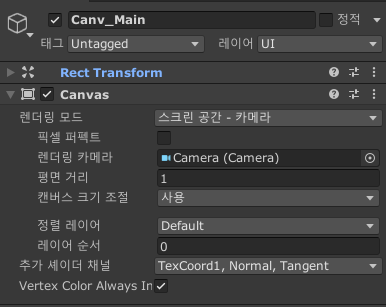 Canv_Main 정적
태그 Untagged 레이어 UI
Rect Transform
Canvas
렌더링 모드 스크린 공간 - 카메라
픽셀 퍼펙트
렌더링 카메라 Camera (Camera)
평면 거리 1
캔버스 크기 조절 사용
정렬 레이어 Default
레이어 순서 0
추가 셰이더 채널 TexCoord1, Normal, Tangent
Vertex Color Always In